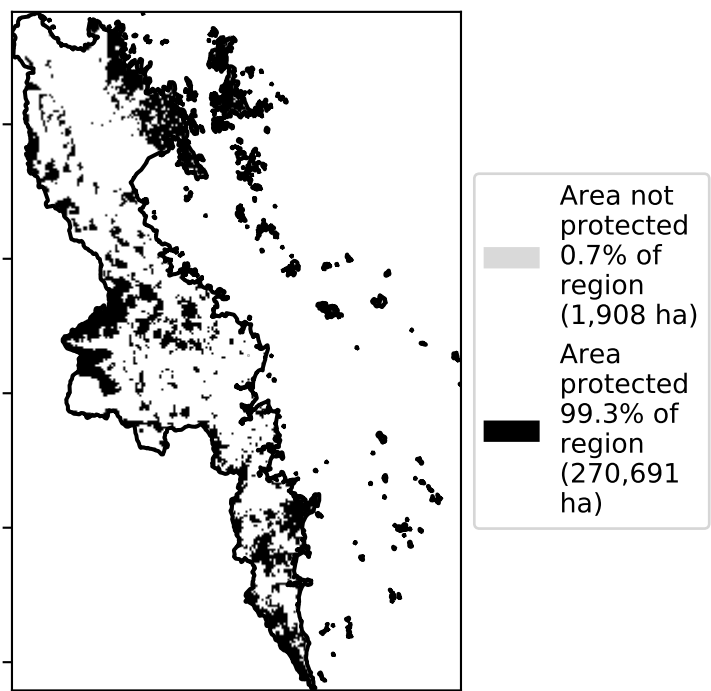 Area not
protected
0.7% of
region
(1,908 ha)
Area
protected
99.3% of
region
(270,691
ha)